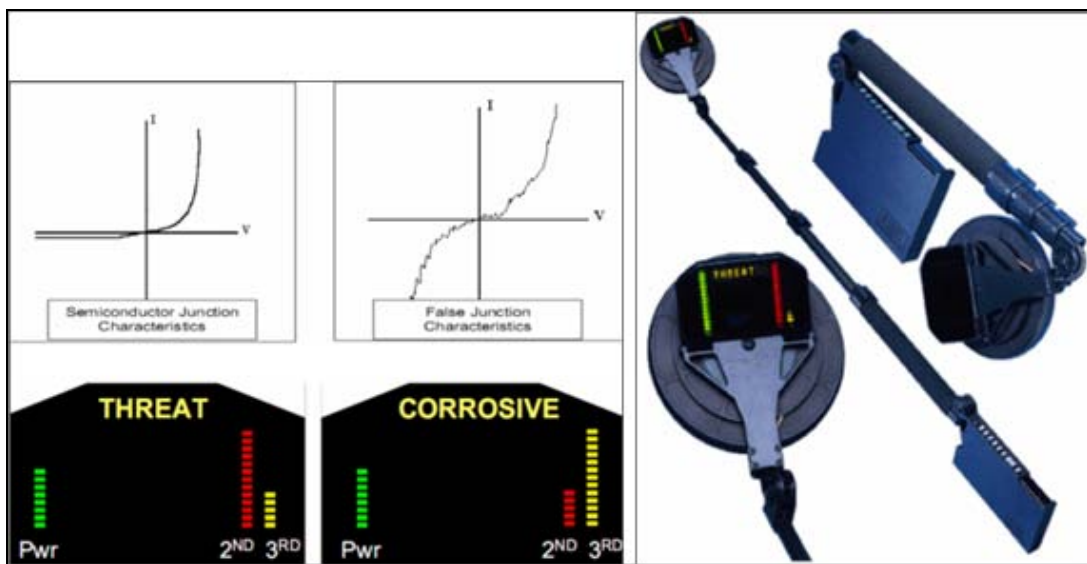 I
V
Semiconductor Junction
Characteristics
I
V
False Junction
Characteristics
THREAT
Pwr
2ND 3RD
CORROSIVE
Pwr
2ND 3RD
THREAT